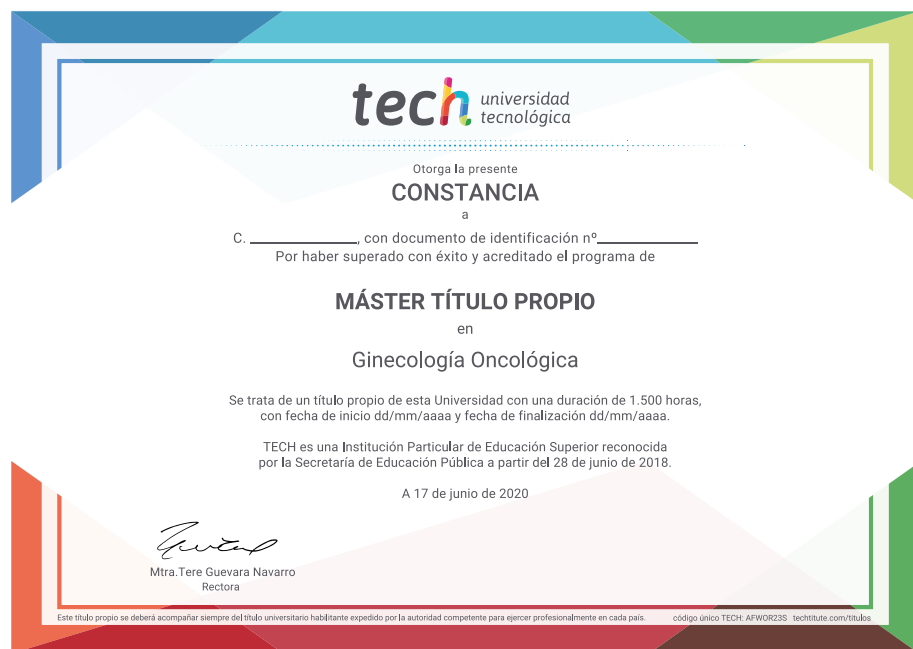 tech universidad
tecnológica
Otorga la presente
CONSTANCIA
a
C. ______________, con documento de identificación nº______________
Por haber superado con éxito y acreditado el programa de
MÁSTER TÍTULO PROPIO
en
Ginecología Oncológica
Se trata de un título propio de esta Universidad con una duración de 1.500 horas,
con fecha de inicio dd/mm/aaaa y fecha de finalización dd/mm/aaaa.
TECH es una Institución Particular de Educación Superior reconocida
por la Secretaría de Educación Pública a partir del 28 de junio de 2018.
A 17 de junio de 2020
Mtra.Tere Guevara Navarro
Rectora
Este título propio se deberá acompañar siempre del título universitario habilitante expedido por la autoridad competente para ejercer profesionalmente en cada país. código único TECH: AFWOR23S techtitute.com/titulos